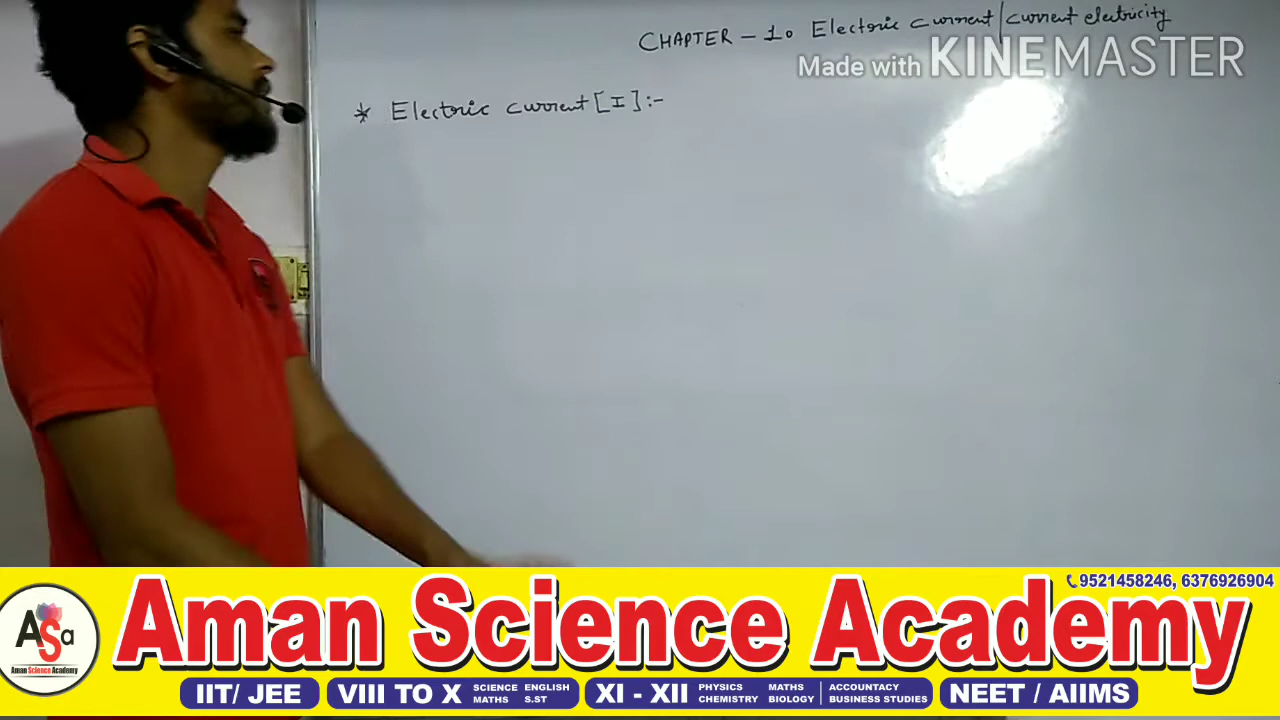 CHAPTER - 10 Electric current/current electricity
Made with KINEMASTER
* Electric current [I] :-
9521458246, 6376926904
ASa
Aman Science Academy
Aman Science Academy
IIT/ JEE
VIII TO X SCIENCE ENGLISH
MATHS S.ST
XI - XII PHYSICS MATHS ACCOUNTACY
CHEMISTRY BIOLOGY BUSINESS STUDIES
NEET / AIIMS